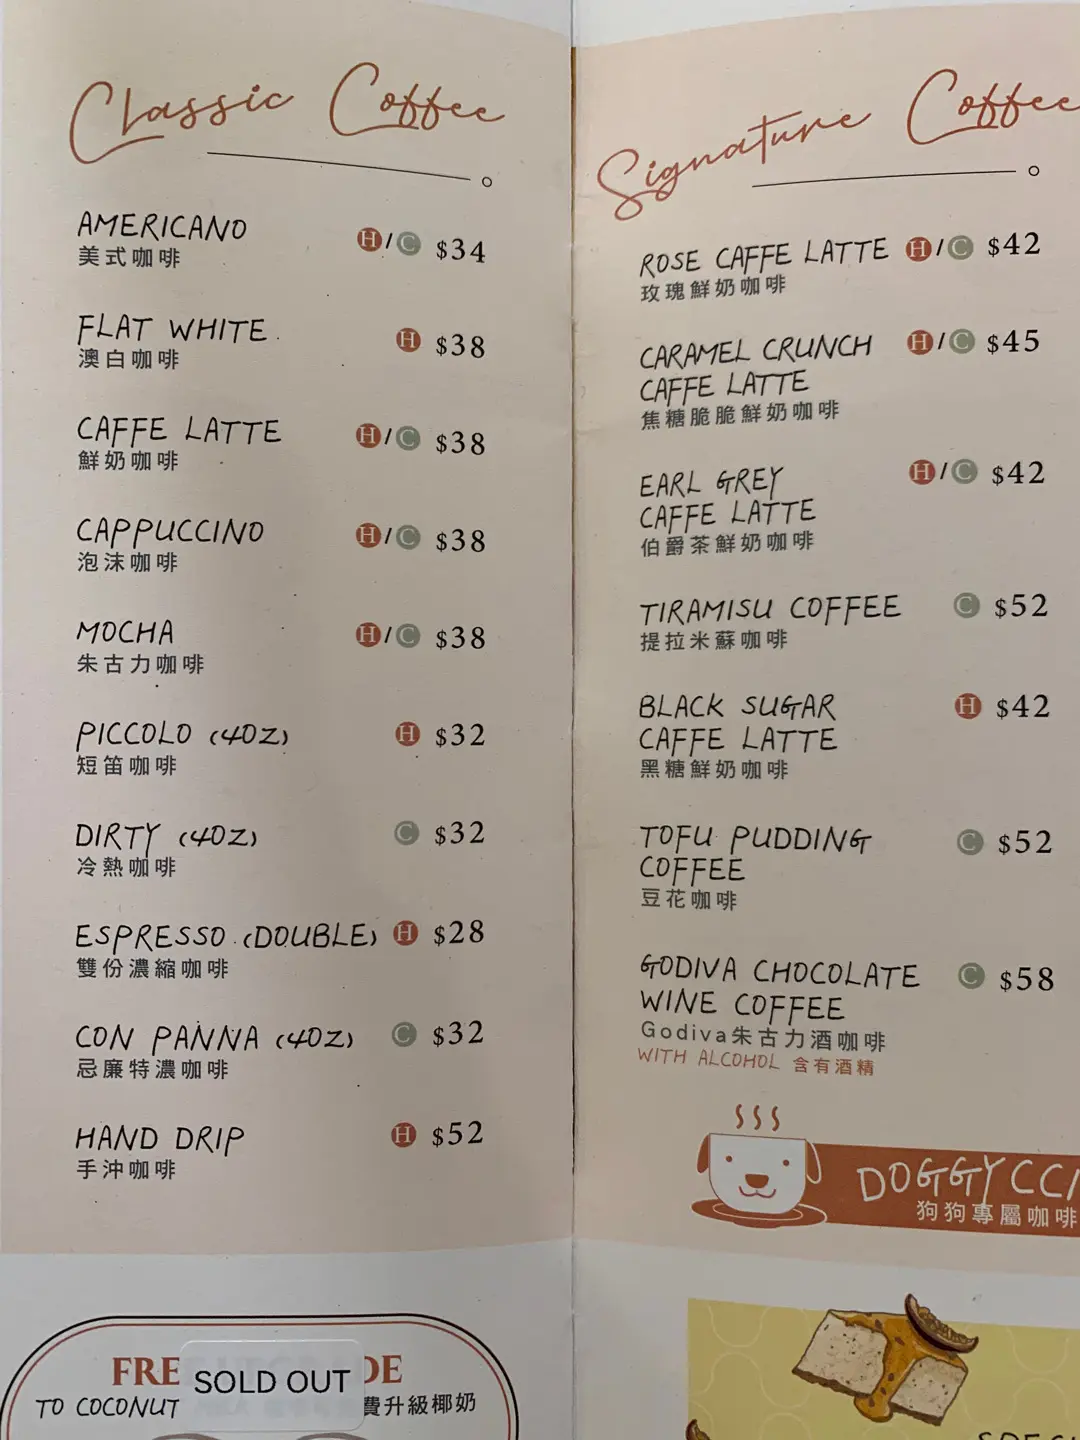 Classic Coffee
AMERICANO H/C $34
美式咖啡
FLAT WHITE H $38
澳白咖啡
CAFFE LATTE H/C $38
鮮奶咖啡
CAPPUCCINO H/C $38
泡沫咖啡
MOCHA H/C $38
朱古力咖啡
PICCOLO (4OZ) H $32
短笛咖啡
DIRTY (4OZ) C $32
冷熱咖啡
ESPRESSO (DOUBLE) H $28
雙份濃縮咖啡
CON PANNA (4OZ) C $32
忌廉特濃咖啡
HAND DRIP H $52
手沖咖啡
FRE DE
SOLD OUT
TO COCONUT 費升級椰奶
Signature Coffee
ROSE CAFFE LATTE H/C $42
玫瑰鮮奶咖啡
CARAMEL CRUNCH H/C $45
CAFFE LATTE
焦糖脆脆鮮奶咖啡
EARL GREY H/C $42
CAFFE LATTE
伯爵茶鮮奶咖啡
TIRAMISU COFFEE C $52
提拉米蘇咖啡
BLACK SUGAR H $42
CAFFE LATTE
黑糖鮮奶咖啡
TOFU PUDDING C $52
COFFEE
豆花咖啡
GODIVA CHOCOLATE C $58
WINE COFFEE
Godiva朱古力酒咖啡
WITH ALCOHOL 含有酒精
DOGGYCCI
狗狗專屬咖啡